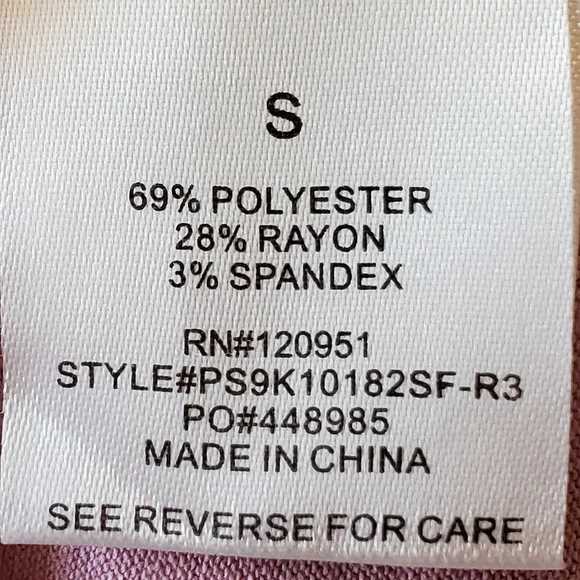 S
69% POLYESTER
28% RAYON
3% SPANDEX
RN#120951
STYLE#PS9K10182SF-R3
PO#448985
MADE IN CHINA
SEE REVERSE FOR CARE